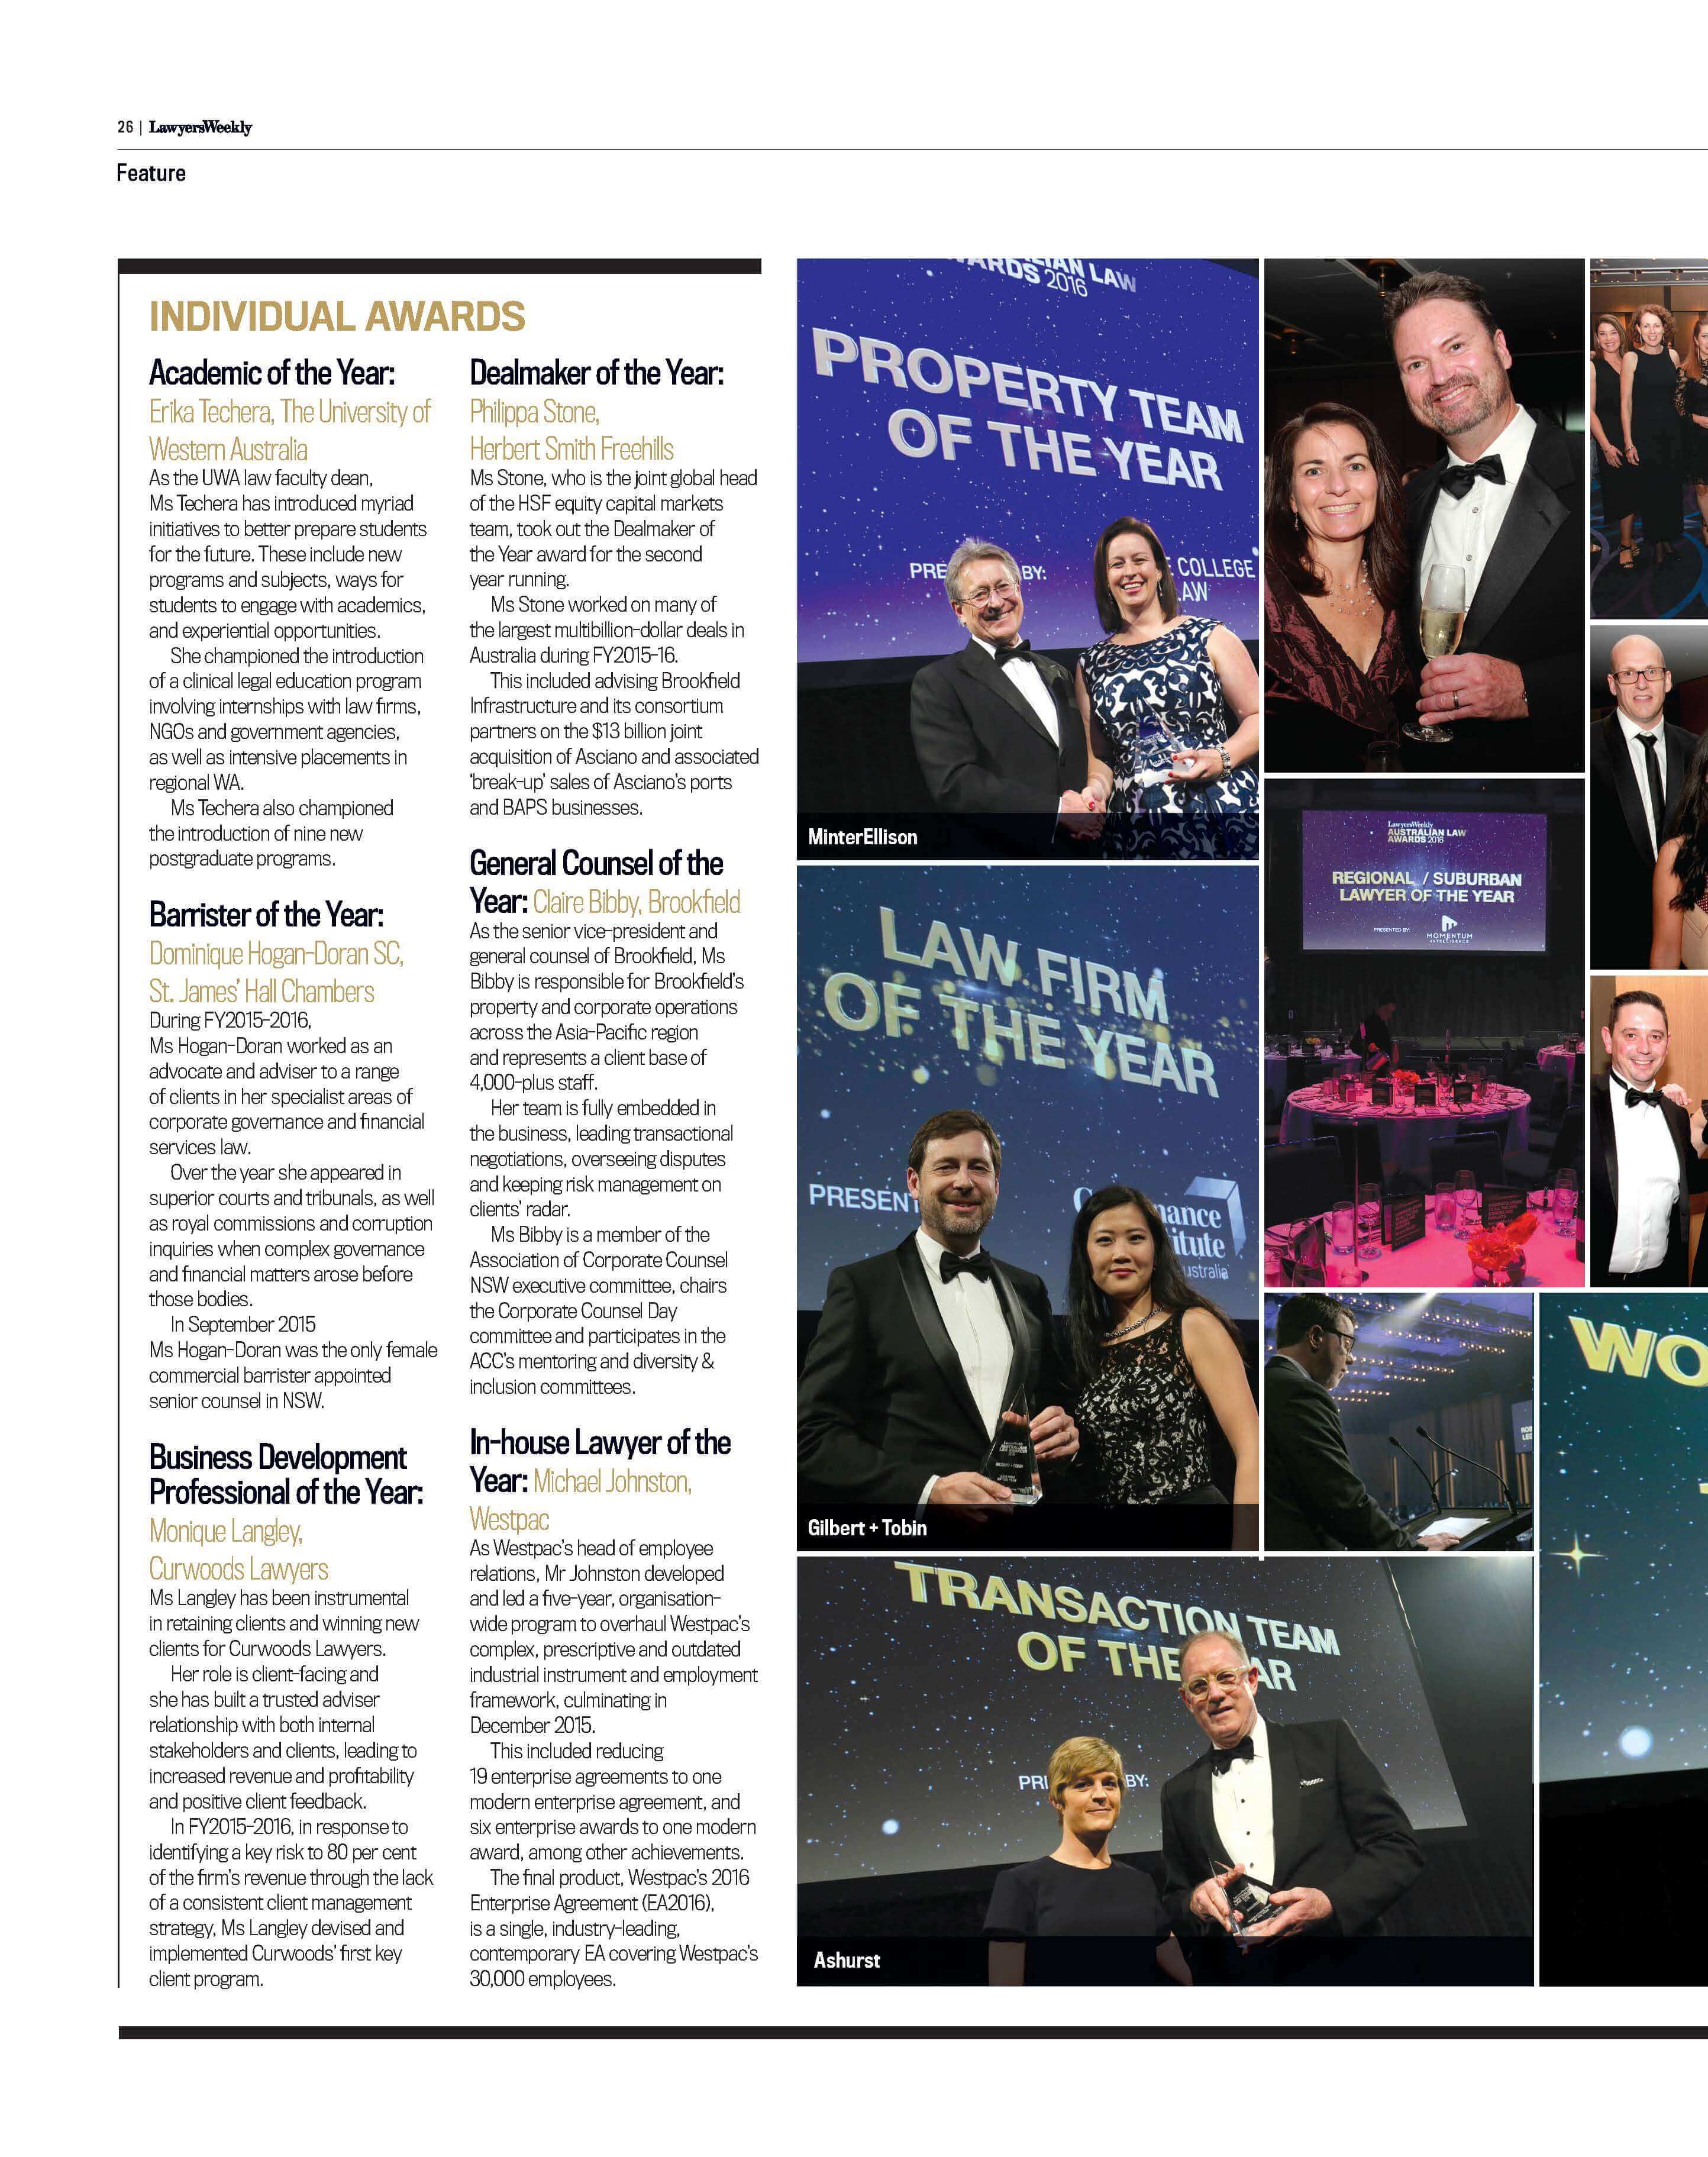 26 | LawyersWeekly
Feature
INDIVIDUAL AWARDS
Academic of the Year:
Erika Techera, The University of
Western Australia
As the UWA law faculty dean,
Ms Techera has introduced myriad
initiatives to better prepare students
for the future. These include new
programs and subjects, ways for
students to engage with academics,
and experiential opportunities.
She championed the introduction
of a clinical legal education program
involving internships with law firms,
NGOs and government agencies,
as well as intensive placements in
regional WA.
Ms Techera also championed
the introduction of nine new
postgraduate programs.
Barrister of the Year:
Dominique Hogan-Doran SC,
St. James' Hall Chambers
During FY2015-2016,
Ms Hogan-Doran worked as an
advocate and adviser to a range
of clients in her specialist areas of
corporate governance and financial
services law.
Over the year she appeared in
superior courts and tribunals, as well
as royal commissions and corruption
inquiries when complex governance
and financial matters arose before
those bodies.
In September 2015
Ms Hogan-Doran was the only female
commercial barrister appointed
senior counsel in NSW.
Business Development
Professional of the Year:
Monique Langley,
Curwoods Lawyers
Ms Langley has been instrumental
in retaining clients and winning new
clients for Curwoods Lawyers.
Her role is client-facing and
she has built a trusted adviser
relationship with both internal
stakeholders and clients, leading to
increased revenue and profitability
and positive client feedback.
In FY2015-2016, in response to
identifying a key risk to 80 per cent
of the firm's revenue through the lack
of a consistent client management
strategy, Ms Langley devised and
implemented Curwoods' first key
client program.
Dealmaker of the Year:
Philippa Stone,
Herbert Smith Freehills
Ms Stone, who is the joint global head
of the HSF equity capital markets
team, took out the Dealmaker of
the Year award for the second
year running.
Ms Stone worked on many of
the largest multibillion-dollar deals in
Australia during FY2015-16.
This included advising Brookfield
Infrastructure and its consortium
partners on the $13 billion joint
acquisition of Asciano and associated
'break-up' sales of Asciano's ports
and BAPS businesses.
General Counsel of the
Year: Claire Bibby, Brookfield
As the senior vice-president and
general counsel of Brookfield, Ms
Bibby is responsible for Brookfield's
property and corporate operations
across the Asia-Pacific region
and represents a client base of
4,000-plus staff.
Her team is fully embedded in
the business, leading transactional
negotiations, overseeing disputes
and keeping risk management on
clients' radar.
Ms Bibby is a member of the
Association of Corporate Counsel
NSW executive committee, chairs
the Corporate Counsel Day
committee and participates in the
ACC's mentoring and diversity &
inclusion committees.
In-house Lawyer of the
Year: Michael Johnston,
Westpac
As Westpac's head of employee
relations, Mr Johnston developed
and led a five-year, organisation-
wide program to overhaul Westpac's
complex, prescriptive and outdated
industrial instrument and employment
framework, culminating in
December 2015.
This included reducing
19 enterprise agreements to one
modern enterprise agreement, and
six enterprise awards to one modern
award, among other achievements.
The final product, Westpac's 2016
Enterprise Agreement (EA2016),
is a single, industry-leading,
contemporary EA covering Westpac's
30,000 employees.
LAW
2016
PROPERTY TEAM
OF THE YEAR
BY:
COLLEGE
MinterEllison
LAW FIRM
OF THE YEAR
Gilbert + Tobin
TRANSACTION TEAM
OF THE
BY:
Ashurst
LawyersWeekly
AUSTRALIAN LAW
AWARDS 2016
REGIONAL / SUBURBAN
LAWYER OF THE YEAR
PRESENTED BY:
MOMENTUM
INTELLIGENCE
WO